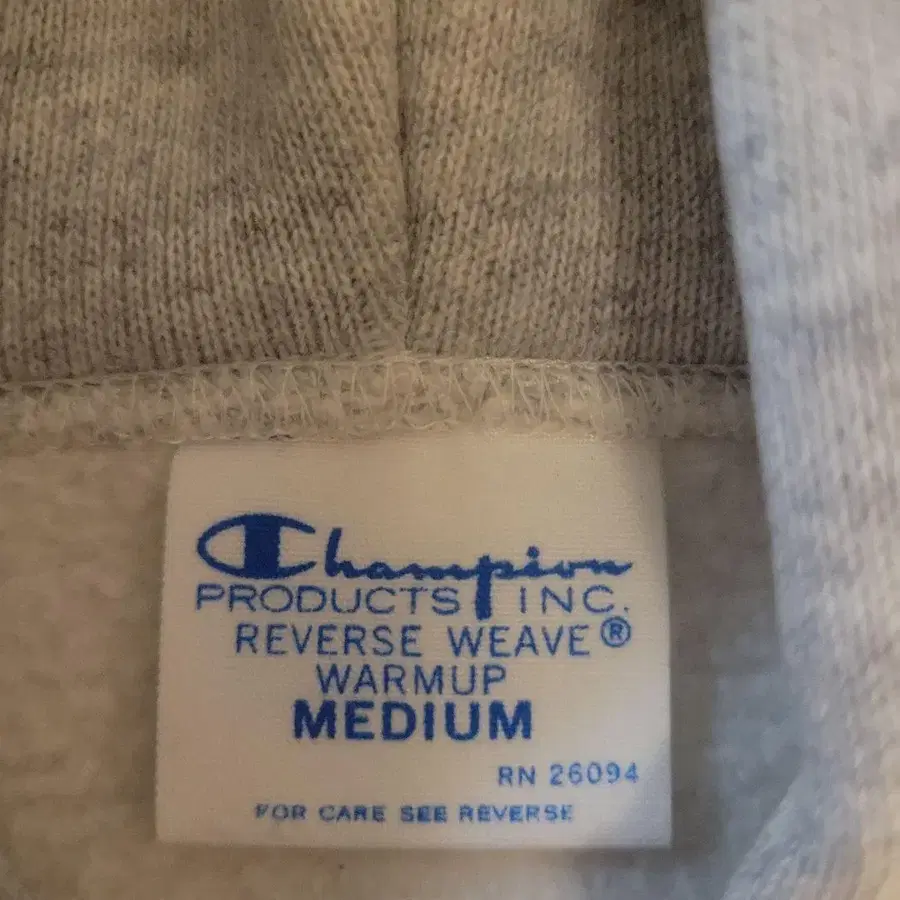 Champion
PRODUCTS INC.
REVERSE WEAVE®
WARMUP
MEDIUM
RN 26094
FOR CARE SEE REVERSE